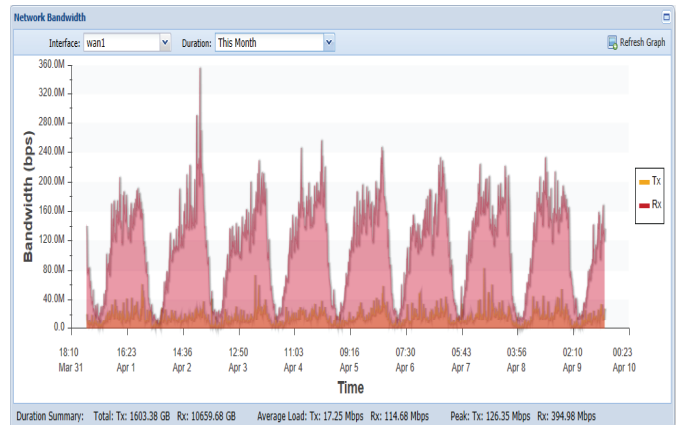 Network Bandwidth
Interface: wan1 Duration: This Month Refresh Graph
360.0M
320.0M
280.0M
240.0M
200.0M
160.0M
120.0M
80.0M
40.0M
0.0
Bandwidth (bps)
Tx
Rx
18:10 16:23 14:36 12:50 11:03 09:16 07:30 05:43 03:56 02:10 00:23
Mar 31 Apr 1 Apr 2 Apr 3 Apr 4 Apr 5 Apr 6 Apr 7 Apr 8 Apr 9 Apr 10
Time
Duration Summary: Total: Tx: 1603.38 GB Rx: 10659.68 GB Average Load: Tx: 17.25 Mbps Rx: 114.68 Mbps Peak: Tx: 126.35 Mbps Rx: 394.98 Mbps